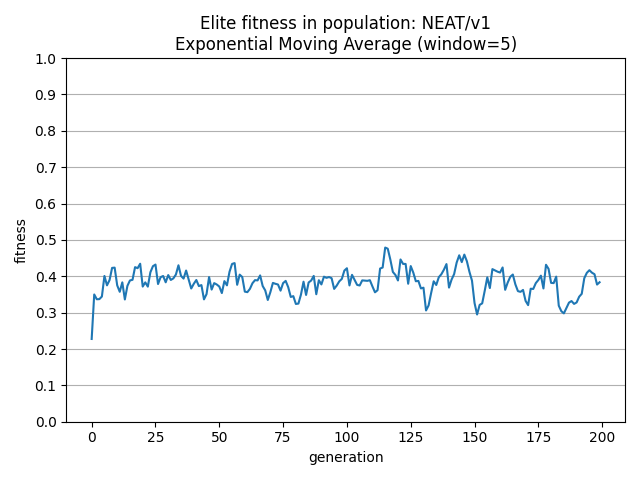 Elite fitness in population: NEAT/v1
Exponential Moving Average (window=5)
1.0
0.9
0.8
0.7
0.6
0.5
0.4
0.3
0.2
0.1
0.0
fitness
0 25 50 75 100 125 150 175 200
generation